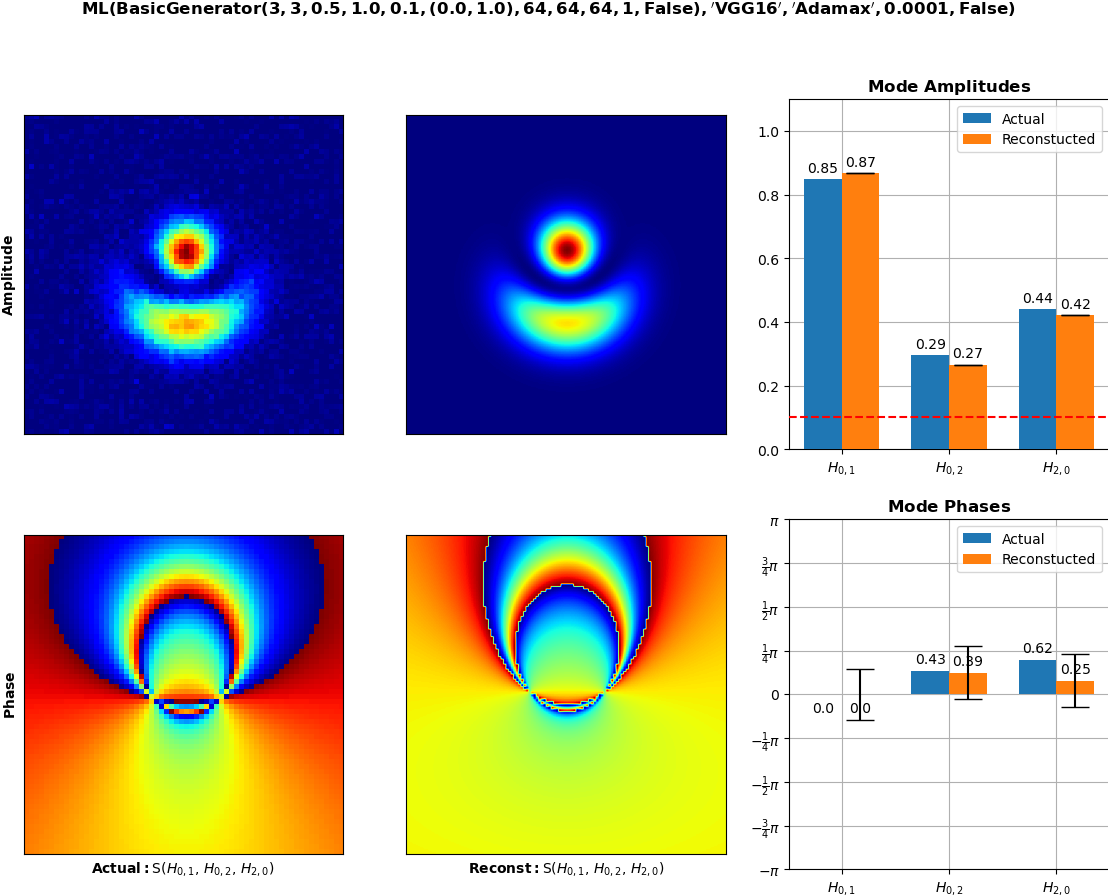 ML(BasicGenerator(3, 3, 0.5, 1.0, 0.1, (0.0, 1.0), 64, 64, 64, 1, False), ′VGG16′, ′Adamax′, 0.0001, False)
Amplitude
Mode Amplitudes
Actual
Reconstucted
1.0
0.8
0.6
0.4
0.2
0.0
0.85 0.87
0.29 0.27
0.44 0.42
H0,1 H0,2 H2,0
Phase
Actual: S(H0,1, H0,2, H2,0)
Reconst: S(H0,1, H0,2, H2,0)
Mode Phases
Actual
Reconstucted
π
3/4π
1/2π
1/4π
0
−1/4π
−1/2π
−3/4π
−π
0.0 0.0
0.43 0.39
0.62 0.25
H0,1 H0,2 H2,0